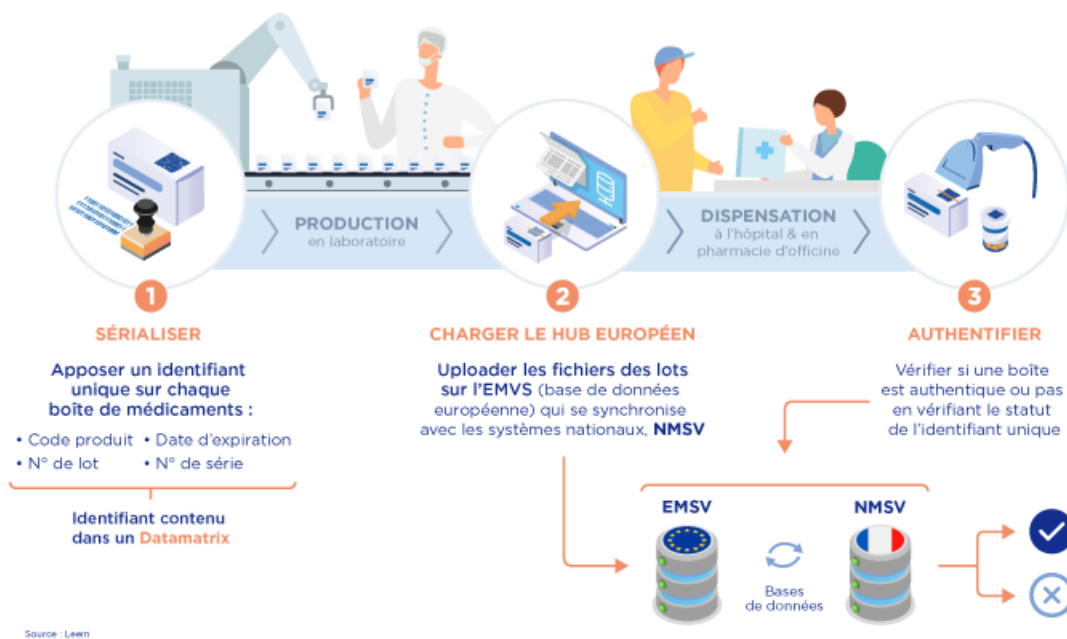 PRODUCTION
en laboratoire
DISPENSATION
à l'hôpital & en
pharmacie d'officine
1
SÉRIALISER
Apposer un identifiant
unique sur chaque
boîte de médicaments :
• Code produit • Date d'expiration
• N° de lot • N° de série
Identifiant contenu
dans un Datamatrix
2
CHARGER LE HUB EUROPÉEN
Uploader les fichiers des lots
sur l'EMVS (base de données
européenne) qui se synchronise
avec les systèmes nationaux, NMSV
3
AUTHENTIFIER
Vérifier si une boîte
est authentique ou pas
en vérifiant le statut
de l'identifiant unique
EMSV
NMSV
Bases
de données
Source : Leem